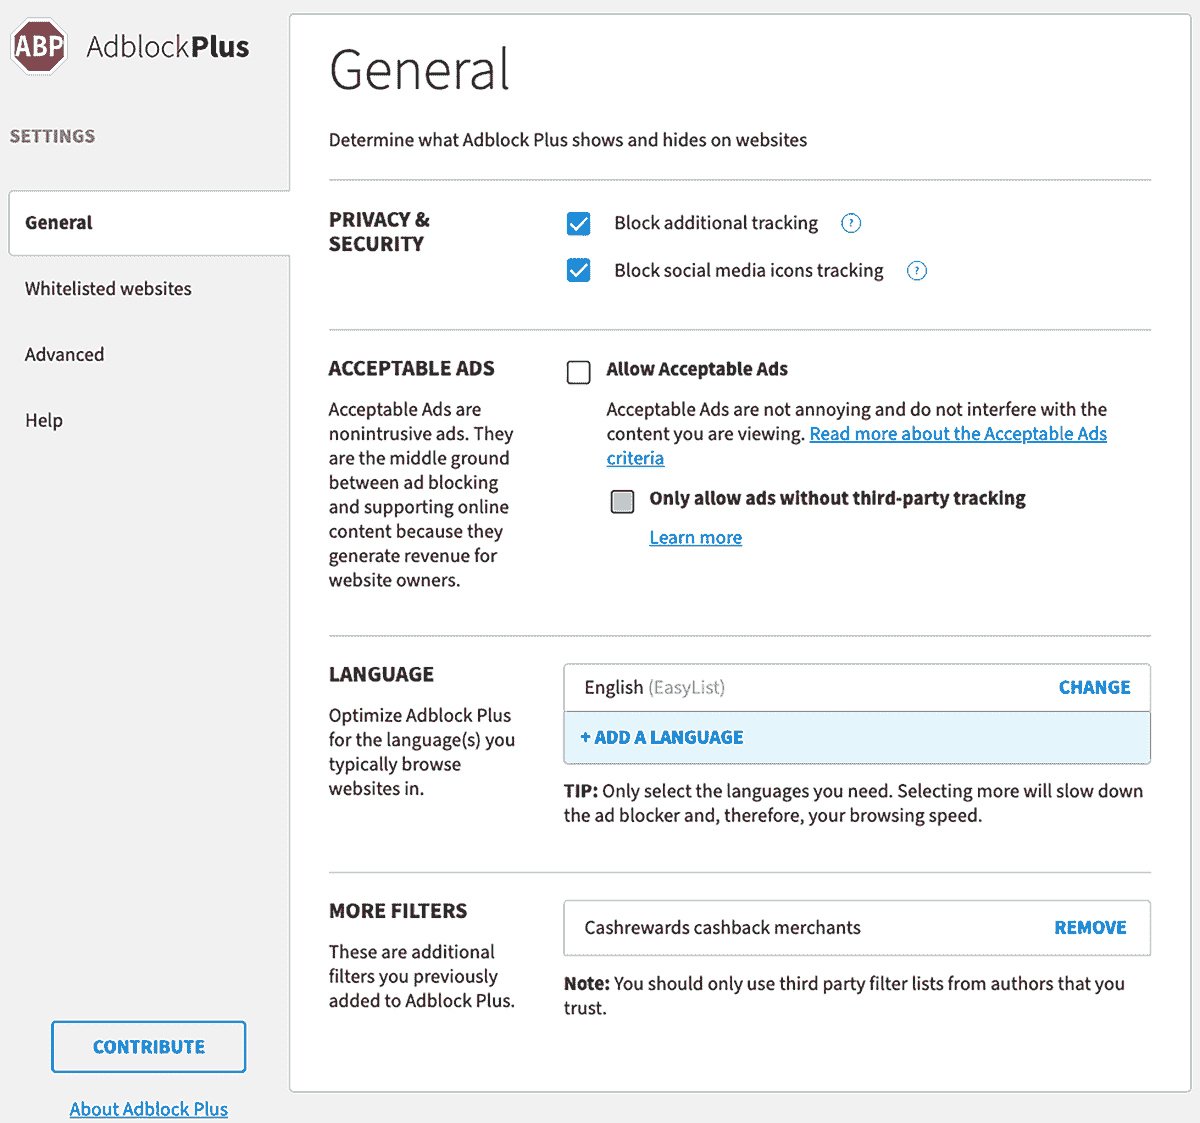 ABP AdblockPlus
SETTINGS
General
Whitelisted websites
Advanced
Help
CONTRIBUTE
About Adblock Plus
General
Determine what Adblock Plus shows and hides on websites
PRIVACY &
SECURITY
Block additional tracking ?
Block social media icons tracking ?
ACCEPTABLE ADS
Acceptable Ads are
nonintrusive ads. They
are the middle ground
between ad blocking
and supporting online
content because they
generate revenue for
website owners.
Allow Acceptable Ads
Acceptable Ads are not annoying and do not interfere with the
content you are viewing. Read more about the Acceptable Ads
criteria
Only allow ads without third-party tracking
Learn more
LANGUAGE
Optimize Adblock Plus
for the language(s) you
typically browse
websites in.
English (EasyList) CHANGE
+ ADD A LANGUAGE
TIP: Only select the languages you need. Selecting more will slow down
the ad blocker and, therefore, your browsing speed.
MORE FILTERS
These are additional
filters you previously
added to Adblock Plus.
Cashrewards cashback merchants REMOVE
Note: You should only use third party filter lists from authors that you
trust.